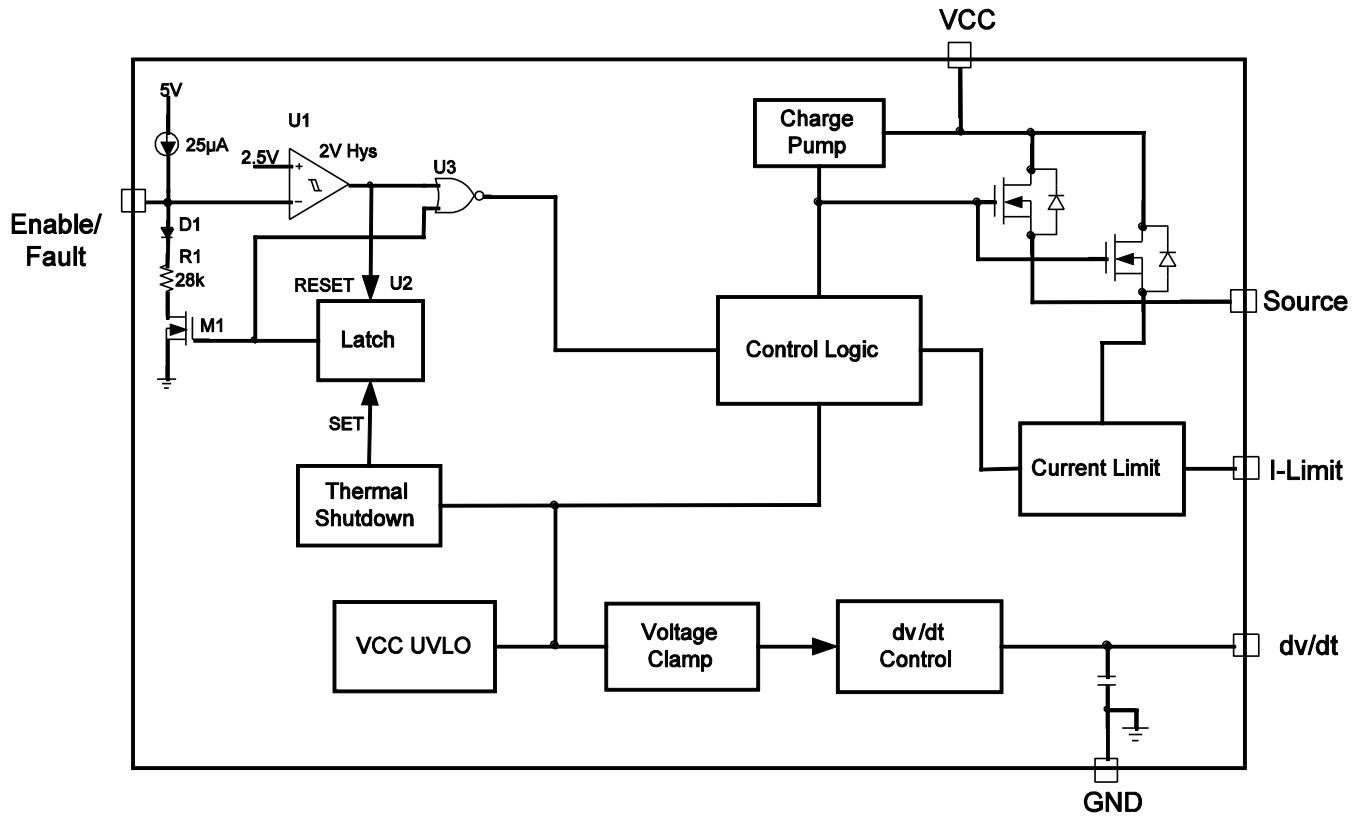 VCC
5V
25µA
U1
2V Hys
2.5V
+
−
U3
Charge
Pump
Enable/
Fault
D1
R1
28k
M1
RESET
U2
Latch
SET
Control Logic
Source
Thermal
Shutdown
Current Limit
I-Limit
VCC UVLO
Voltage
Clamp
dv/dt
Control
dv/dt
GND